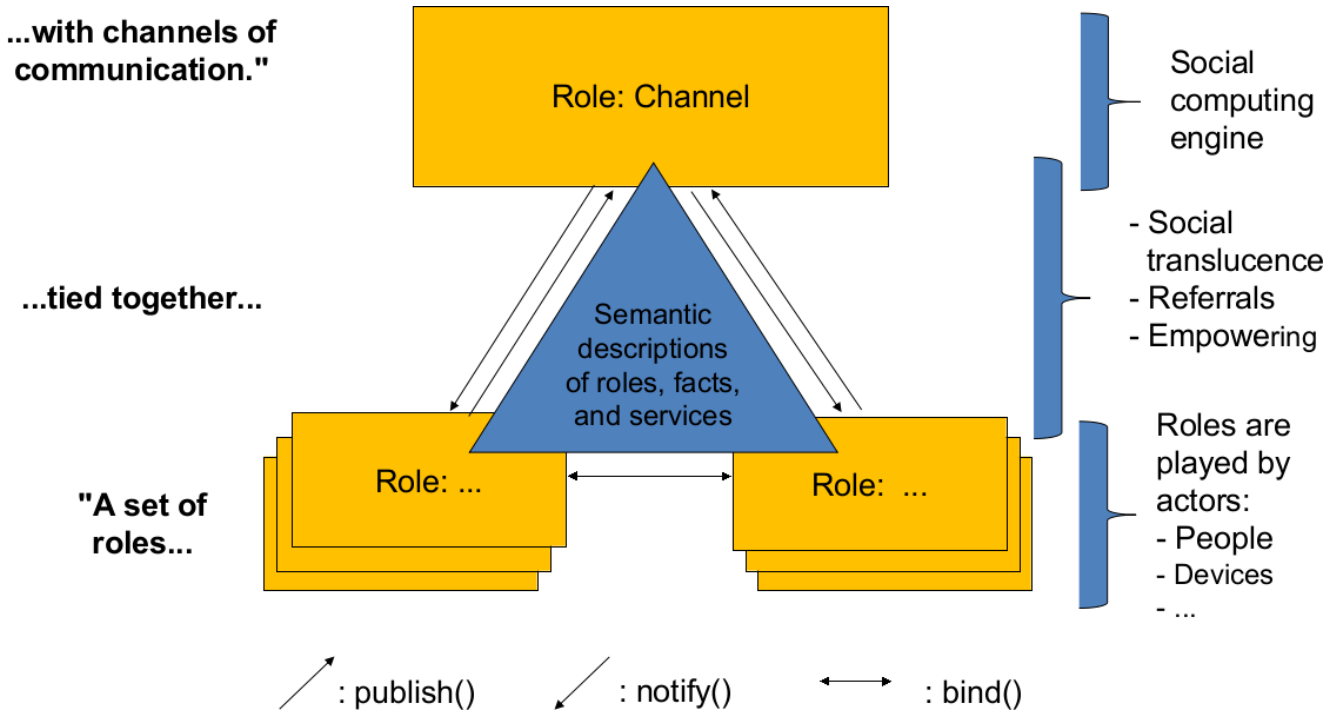 ...with channels of
communication."
Role: Channel
Social
computing
engine
...tied together...
Semantic
descriptions
of roles, facts,
and services
- Social
translucence
- Referrals
- Empowering
"A set of
roles...
Role: ...
Role:  ...
Roles are
played by
actors:
- People
- Devices
- ...
: publish()
: notify()
: bind()